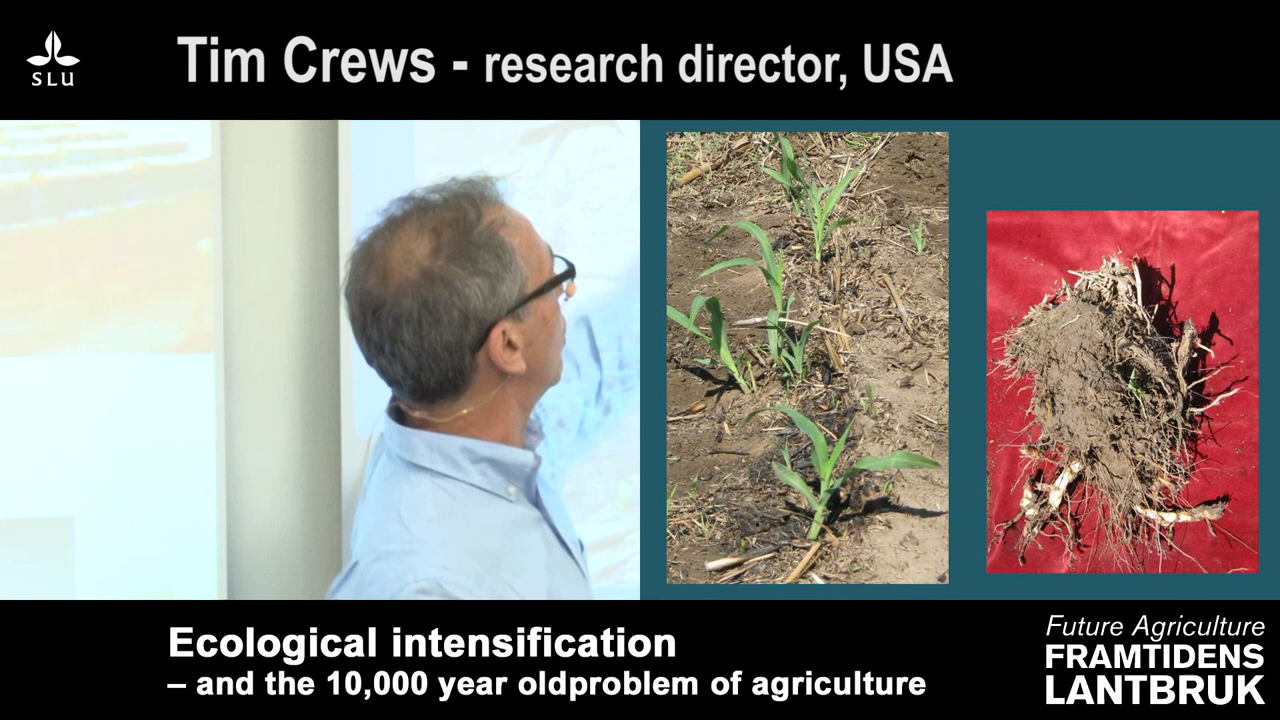 SLU
Tim Crews - research director, USA
Ecological intensification
– and the 10,000 year oldproblem of agriculture
Future Agriculture
FRAMTIDENS
LANTBRUK